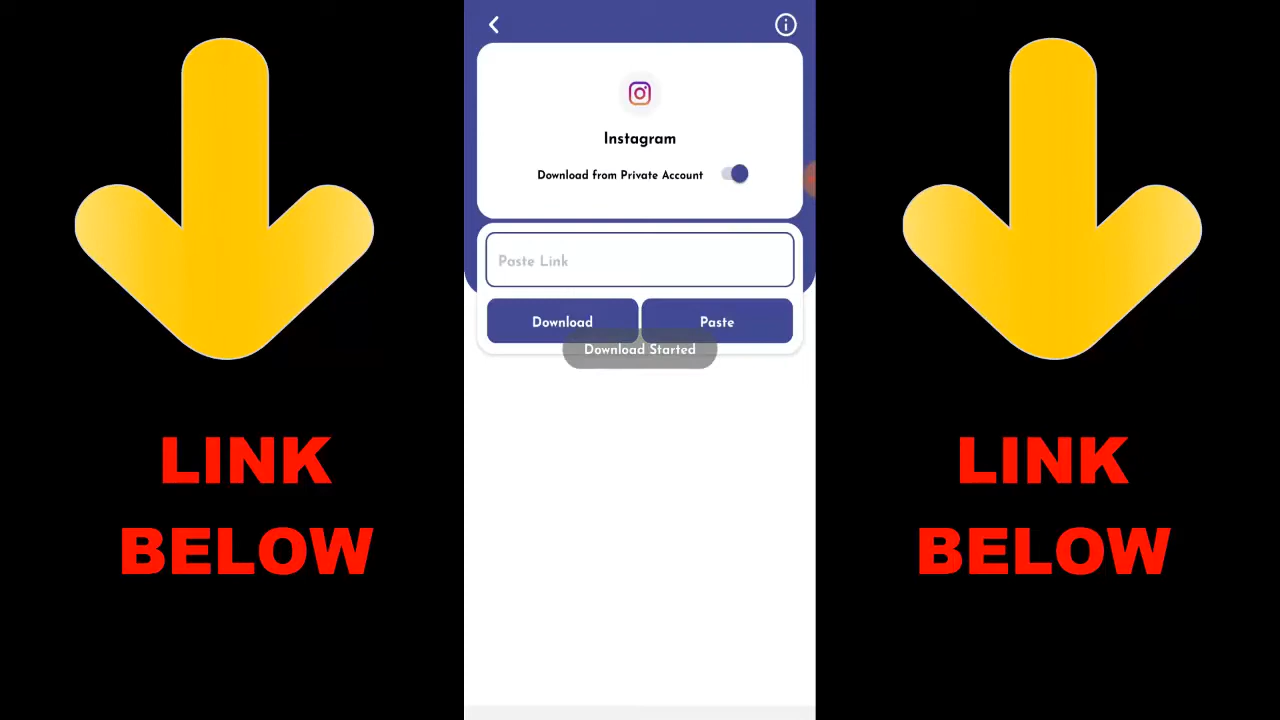 Instagram
Download from Private Account
Paste Link
Download Paste
Download Started
LINK
BELOW
LINK
BELOW